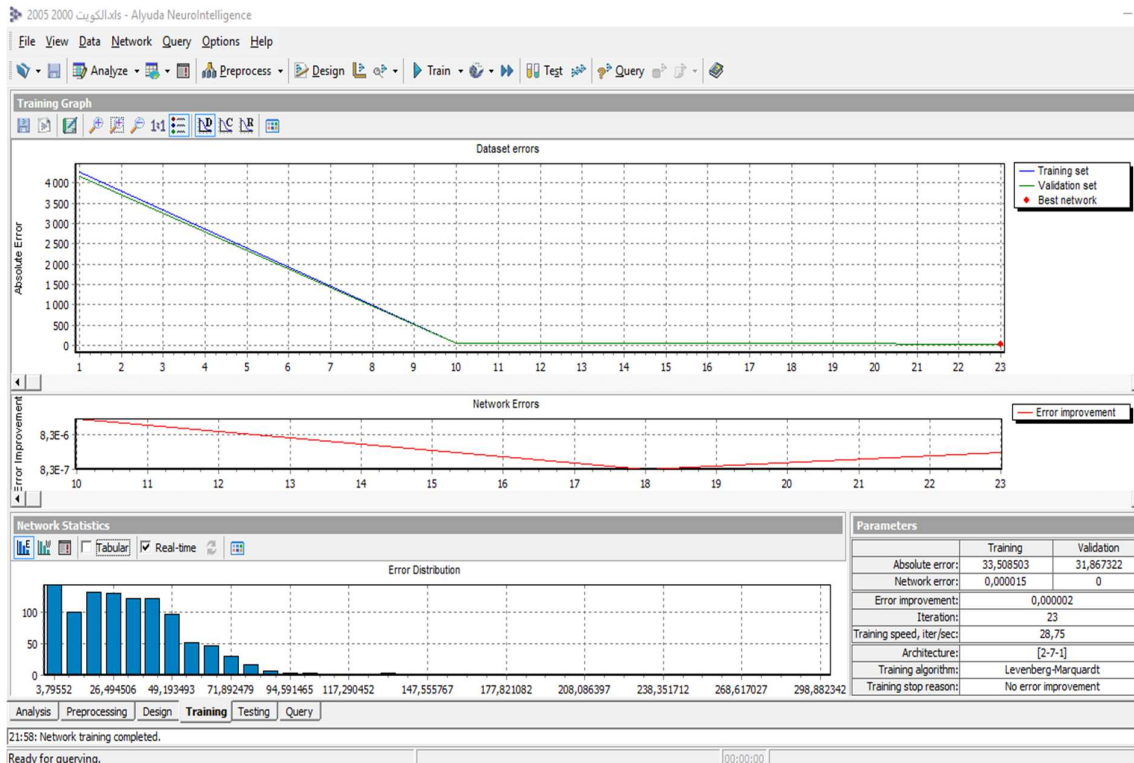 2005 2000 الكويت.xls - Alyuda NeuroIntelligence
File View Data Network Query Options Help
Analyze Preprocess Design Train Test Query
Training Graph
1:1 D C R
Dataset errors
Absolute Error
4 000
3 500
3 000
2 500
2 000
1 500
1 000
500
0
1 2 3 4 5 6 7 8 9 10 11 12 13 14 15 16 17 18 19 20 21 22 23
Training set
Validation set
Best network
Network Errors
Error Improvement
8,3E-6
8,3E-7
10 11 12 13 14 15 16 17 18 19 20 21 22 23
Error improvement
Network Statistics
Tabular Real-time
Error Distribution
100
50
0
3,79552 26,494506 49,193493 71,892479 94,591465 117,290452 147,555767 177,821082 208,086397 238,351712 268,617027 298,882342
Parameters
Training Validation
Absolute error: 33,508503 31,867322
Network error: 0,000015 0
Error improvement: 0,000002
Iteration: 23
Training speed, iter/sec: 28,75
Architecture: [2-7-1]
Training algorithm: Levenberg-Marquardt
Training stop reason: No error improvement
Analysis Preprocessing Design Training Testing Query
21:58: Network training completed.
Ready for querying. 00:00:00